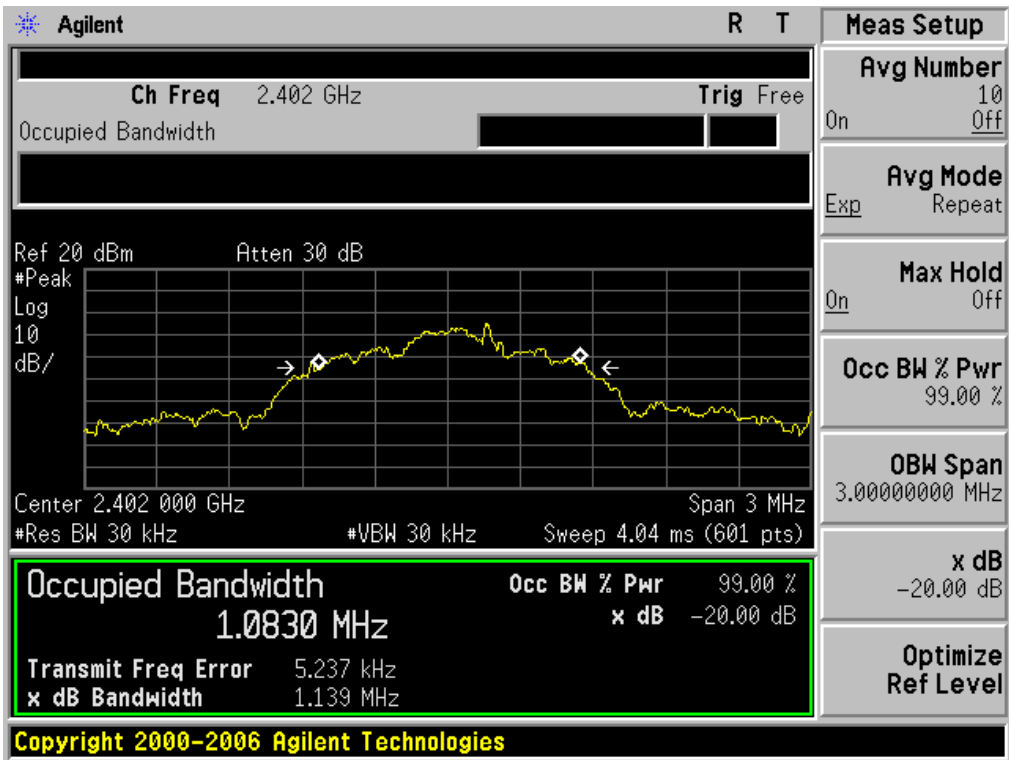 Agilent R T
Ch Freq 2.402 GHz Trig Free
Occupied Bandwidth
Ref 20 dBm Atten 30 dB
#Peak
Log
10
dB/
Center 2.402 000 GHz Span 3 MHz
#Res BW 30 kHz #VBW 30 kHz Sweep 4.04 ms (601 pts)
Occupied Bandwidth Occ BW % Pwr 99.00 %
1.0830 MHz x dB -20.00 dB
Transmit Freq Error 5.237 kHz
x dB Bandwidth 1.139 MHz
Copyright 2000-2006 Agilent Technologies
Meas Setup
Avg Number
10
On Off
Avg Mode
Exp Repeat
Max Hold
On Off
Occ BW % Pwr
99.00 %
OBW Span
3.00000000 MHz
x dB
-20.00 dB
Optimize
Ref Level